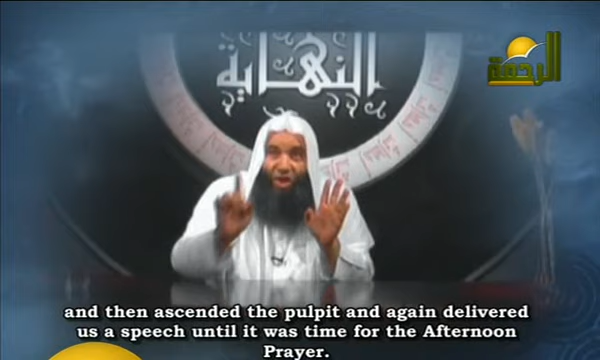 النهاية
الرحمة
and then ascended the pulpit and again delivered
us a speech until it was time for the Afternoon
Prayer.